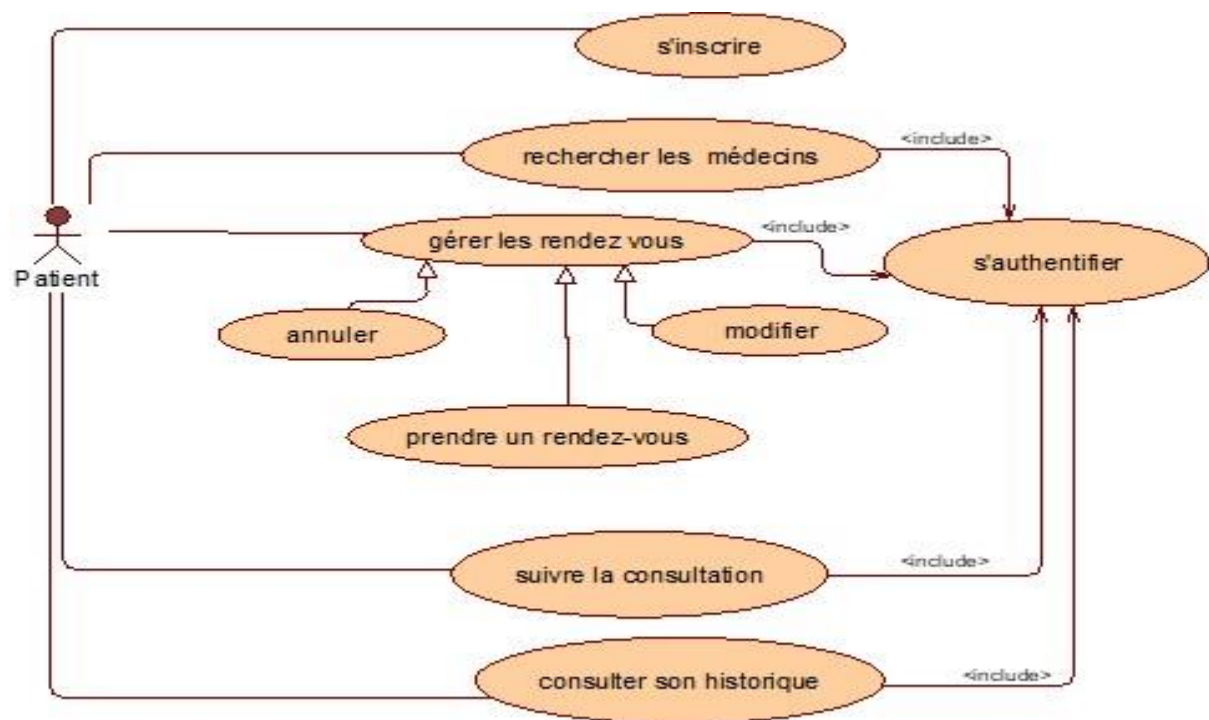 s'inscrire
rechercher les médecins
<include>
gérer les rendez vous
<include>
s'authentifier
Patient
annuler
modifier
prendre un rendez-vous
suivre la consultation
<include>
consulter son historique
<include>